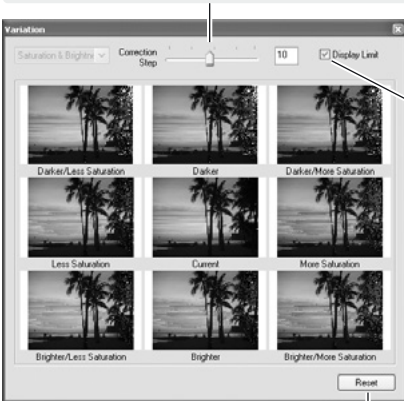 Variation
Saturation & Brightne Correction Step 10 Display Limit
Darker/Less Saturation Darker Darker/More Saturation
Less Saturation Current More Saturation
Brighter/Less Saturation Brighter Brighter/More Saturation
Reset